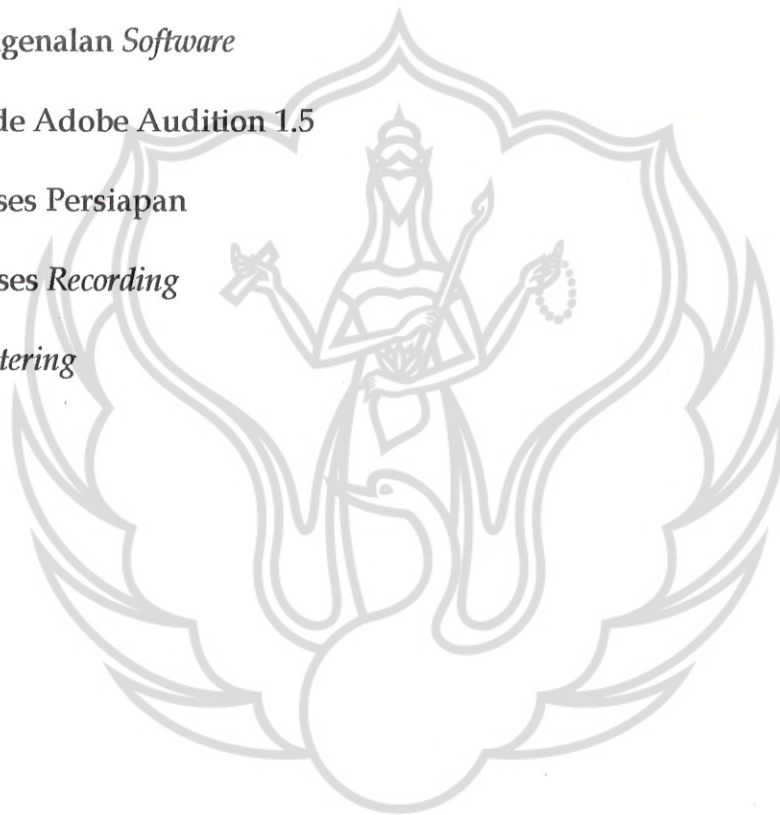 genalan Software
de Adobe Audition 1.5
ses Persiapan
ses Recording
tering